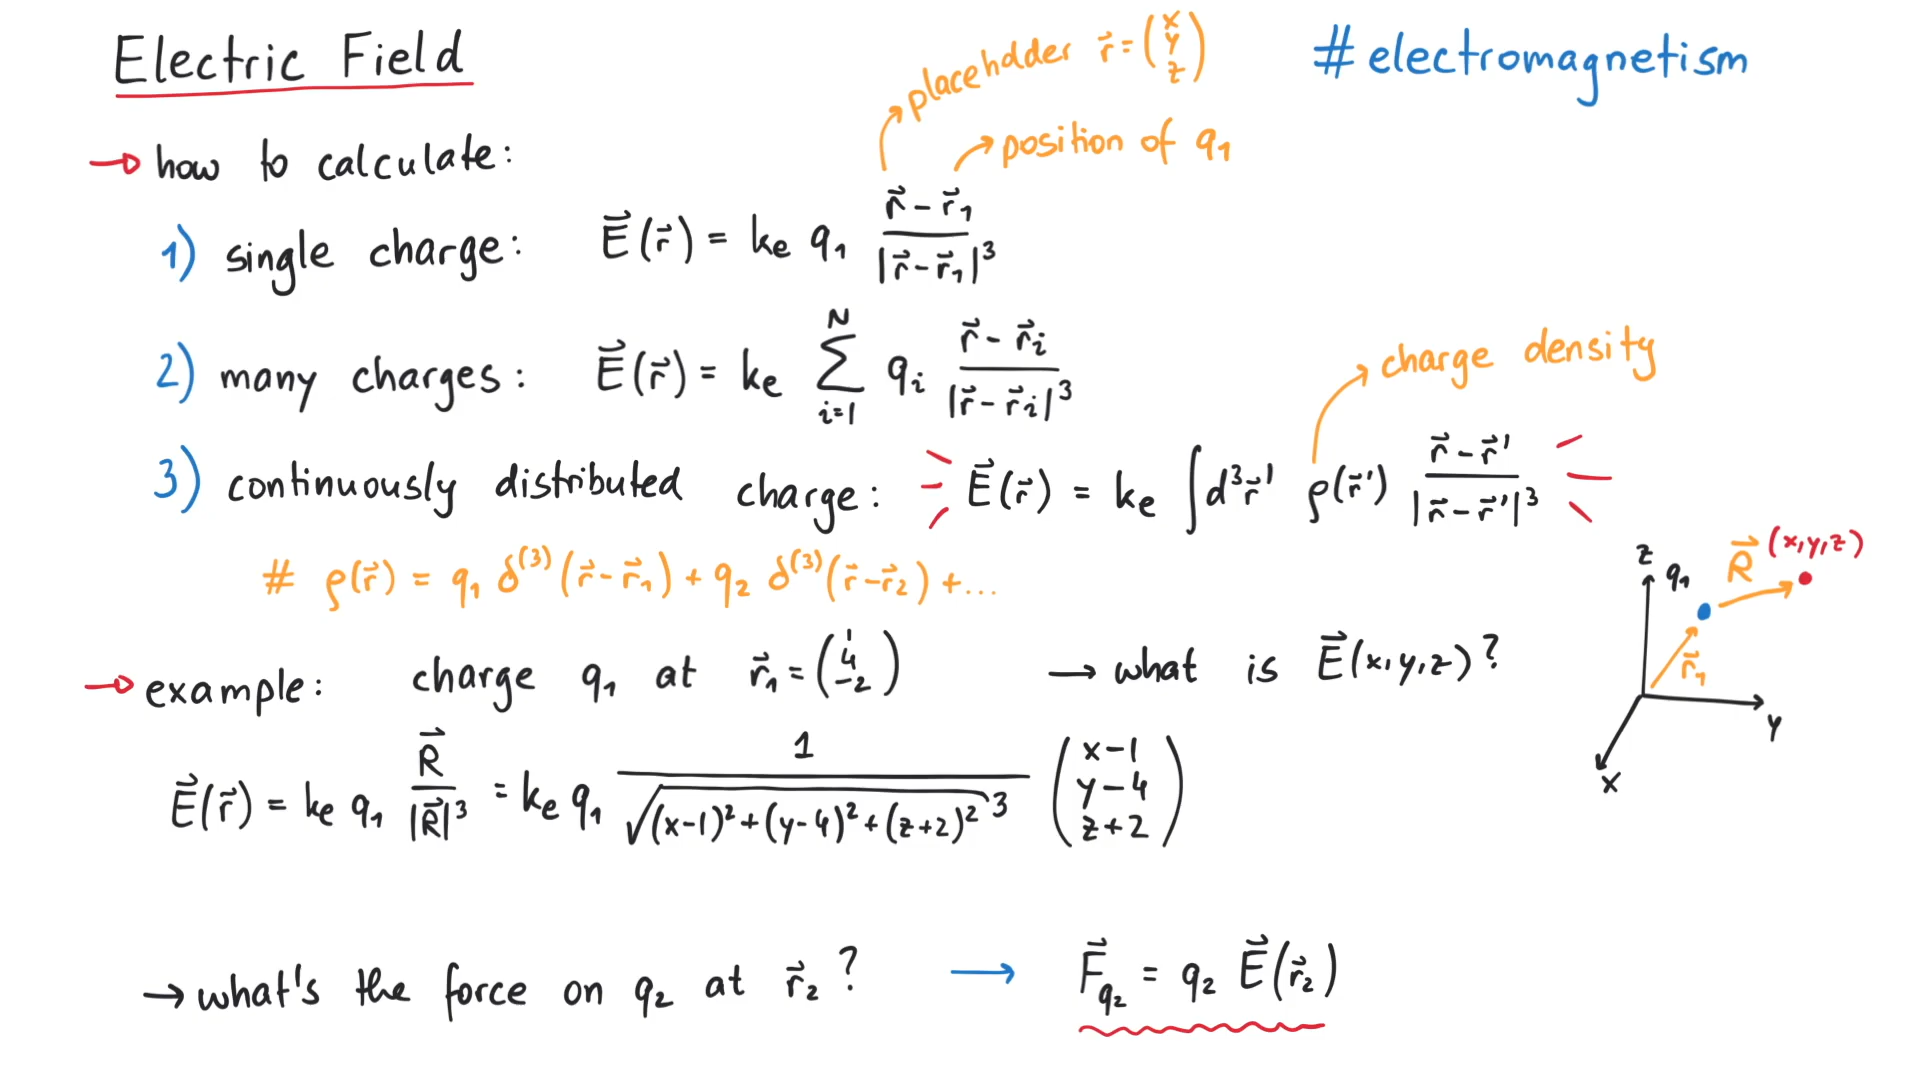 Electric Field
placehodder r⃗ = (x y z)
# electromagnetism
position of q₁
→ how to calculate:
1) single charge: E⃗(r⃗) = kₑ q₁ (r⃗ - r⃗₁) / |r⃗ - r⃗₁|³
2) many charges: E⃗(r⃗) = kₑ ∑_{i=1}^{N} qᵢ (r⃗ - r⃗ᵢ) / |r⃗ - r⃗ᵢ|³
charge density
3) continuously distributed charge: E⃗(r⃗) = kₑ ∫d³r⃗' ρ(r⃗') (r⃗ - r⃗') / |r⃗ - r⃗'|³
# ρ(r⃗) = q₁ δ⁽³⁾(r⃗ - r⃗₁) + q₂ δ⁽³⁾(r⃗ - r⃗₂) + ...
z q₁ R⃗ (x,y,z)
r⃗₁
y
x
→ example: charge q₁ at r⃗₁ = (1 4 -2) → what is E⃗(x,y,z)?
E⃗(r⃗) = kₑ q₁ R⃗ / |R⃗|³ = kₑ q₁ 1 / √((x-1)²+(y-4)²+(z+2)²)³ (x-1 y-4 z+2)
→ what's the force on q₂ at r⃗₂? → F⃗_{q₂} = q₂ E⃗(r⃗₂)